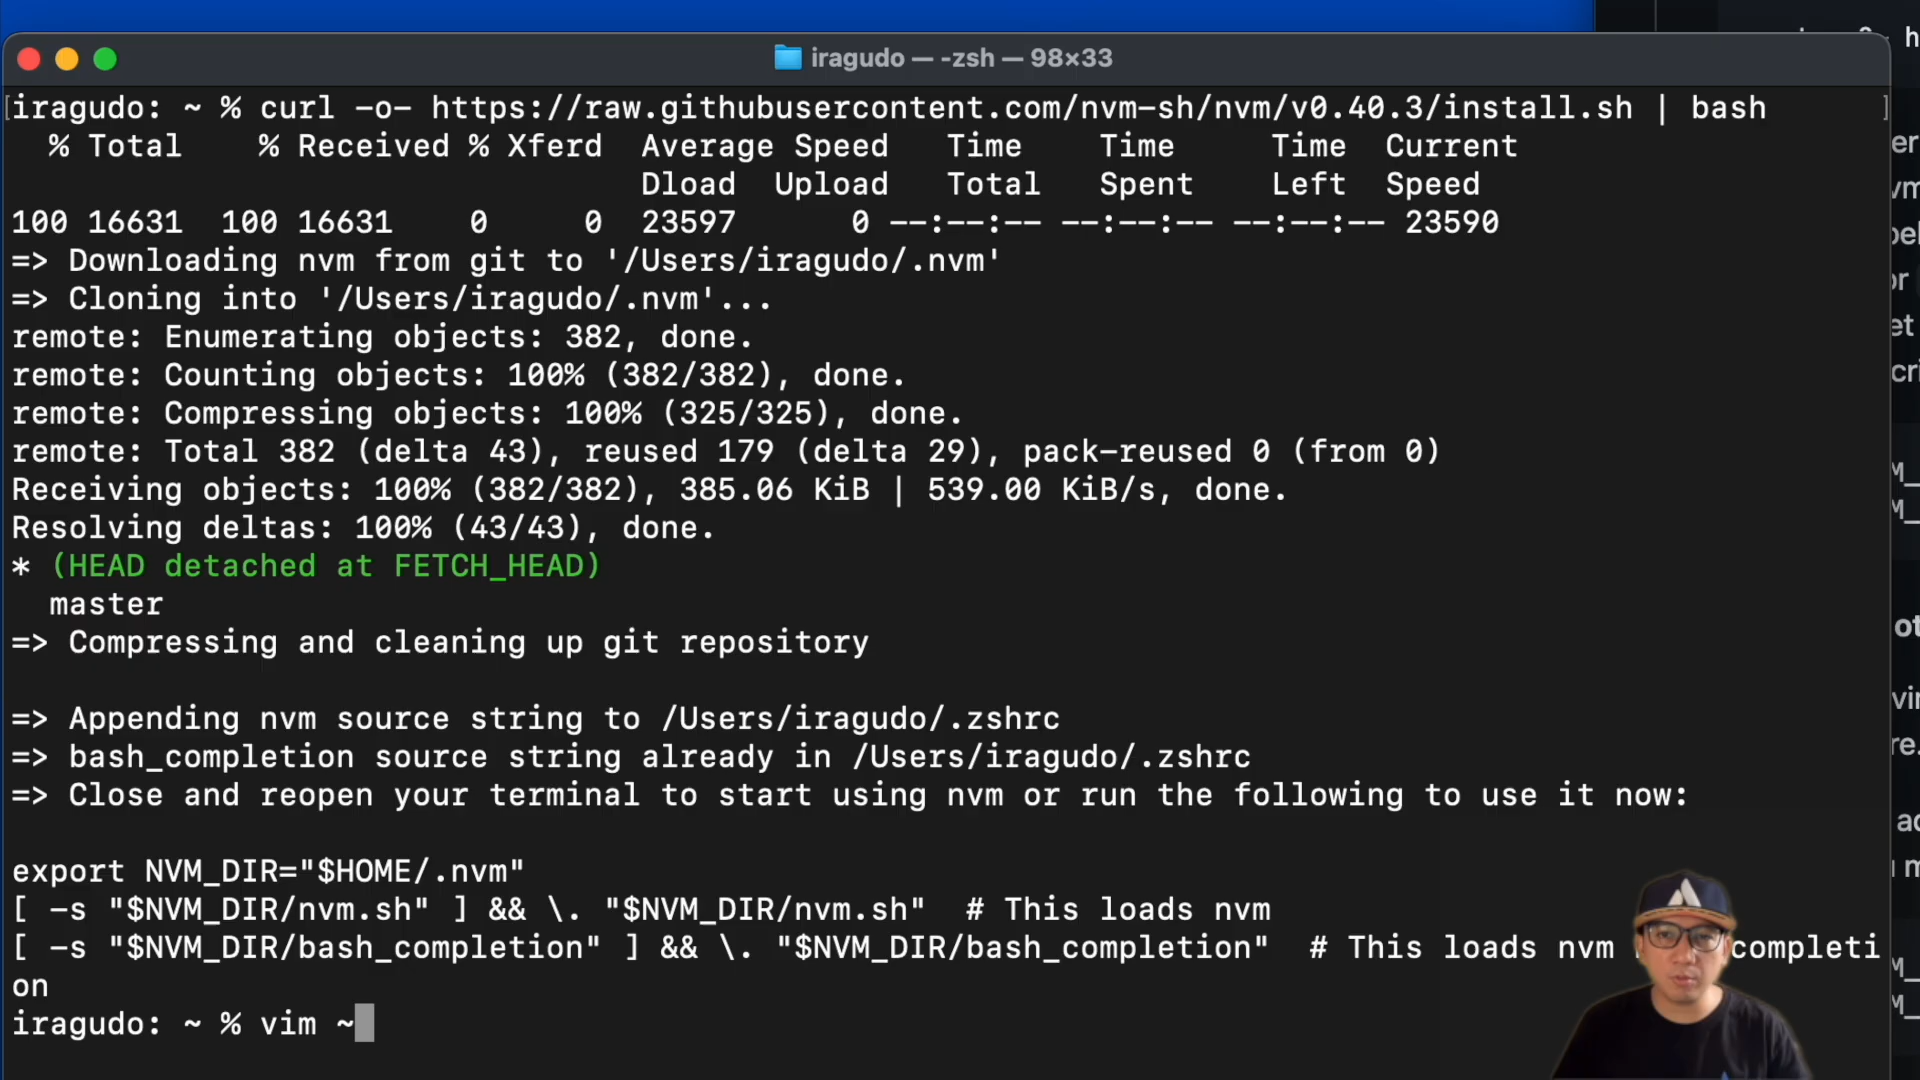 iragudo — -zsh — 98×33
[iragudo: ~ % curl -o- https://raw.githubusercontent.com/nvm-sh/nvm/v0.40.3/install.sh | bash ]
% Total % Received % Xferd Average Speed Time Time Time Current
Dload Upload Total Spent Left Speed
100 16631 100 16631 0 0 23597 0 --:--:-- --:--:-- --:--:-- 23590
=> Downloading nvm from git to '/Users/iragudo/.nvm'
=> Cloning into '/Users/iragudo/.nvm'...
remote: Enumerating objects: 382, done.
remote: Counting objects: 100% (382/382), done.
remote: Compressing objects: 100% (325/325), done.
remote: Total 382 (delta 43), reused 179 (delta 29), pack-reused 0 (from 0)
Receiving objects: 100% (382/382), 385.06 KiB | 539.00 KiB/s, done.
Resolving deltas: 100% (43/43), done.
* (HEAD detached at FETCH_HEAD)
master
=> Compressing and cleaning up git repository
=> Appending nvm source string to /Users/iragudo/.zshrc
=> bash_completion source string already in /Users/iragudo/.zshrc
=> Close and reopen your terminal to start using nvm or run the following to use it now:
export NVM_DIR="$HOME/.nvm"
[ -s "$NVM_DIR/nvm.sh" ] && \. "$NVM_DIR/nvm.sh" # This loads nvm
[ -s "$NVM_DIR/bash_completion" ] && \. "$NVM_DIR/bash_completion" # This loads nvm completi
on
iragudo: ~ % vim ~